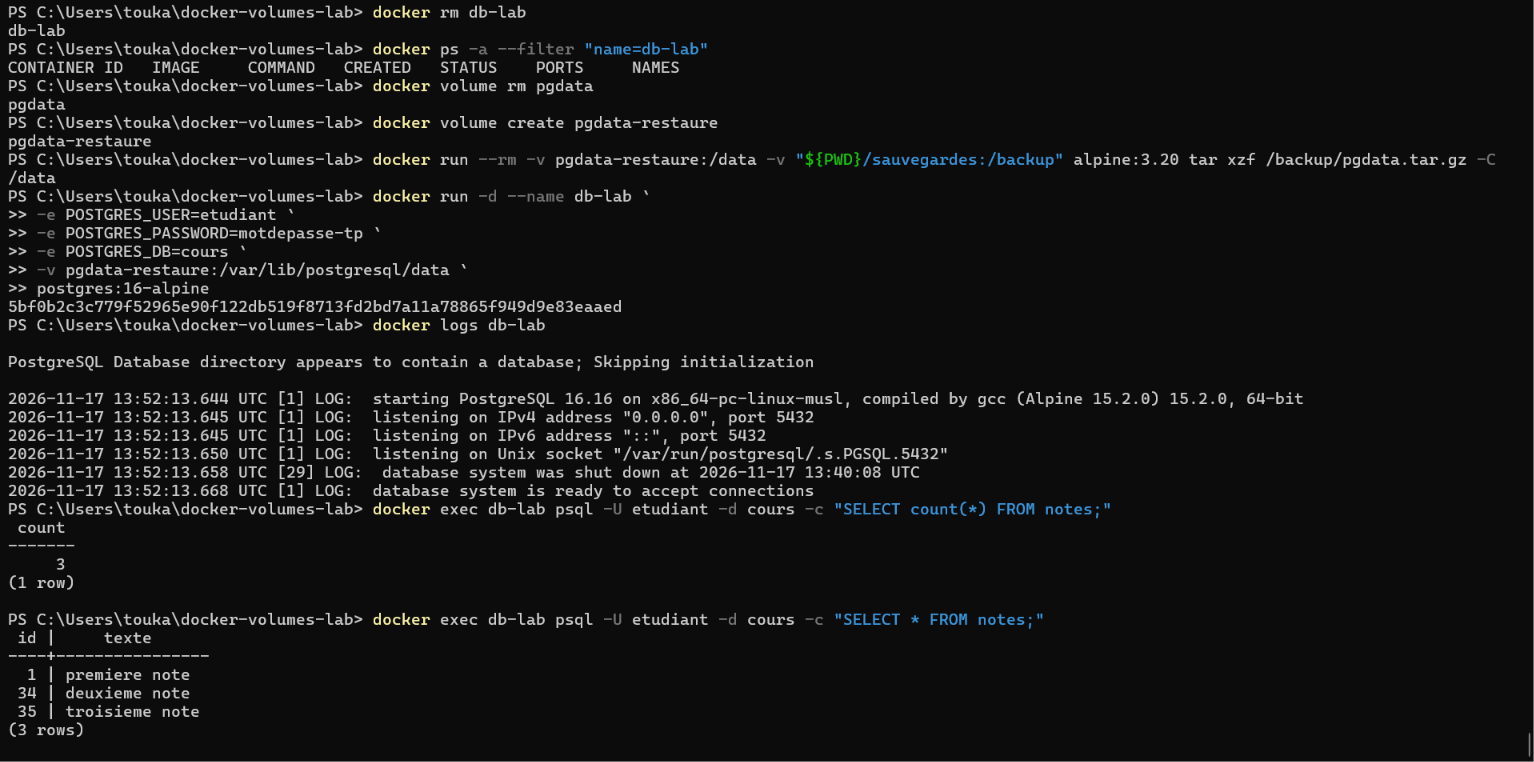 PS C:\Users\touka\docker-volumes-lab> docker rm db-lab
db-lab
PS C:\Users\touka\docker-volumes-lab> docker ps -a --filter "name=db-lab"
CONTAINER ID   IMAGE     COMMAND   CREATED   STATUS    PORTS     NAMES
PS C:\Users\touka\docker-volumes-lab> docker volume rm pgdata
pgdata
PS C:\Users\touka\docker-volumes-lab> docker volume create pgdata-restaure
pgdata-restaure
PS C:\Users\touka\docker-volumes-lab> docker run --rm -v pgdata-restaure:/data -v "${PWD}/sauvegardes:/backup" alpine:3.20 tar xzf /backup/pgdata.tar.gz -C
/data
PS C:\Users\touka\docker-volumes-lab> docker run -d --name db-lab `
>> -e POSTGRES_USER=etudiant `
>> -e POSTGRES_PASSWORD=motdepasse-tp `
>> -e POSTGRES_DB=cours `
>> -v pgdata-restaure:/var/lib/postgresql/data `
>> postgres:16-alpine
5bf0b2c3c779f52965e90f122db519f8713fd2bd7a11a78865f949d9e83eaaed
PS C:\Users\touka\docker-volumes-lab> docker logs db-lab

PostgreSQL Database directory appears to contain a database; Skipping initialization

2026-11-17 13:52:13.644 UTC [1] LOG:  starting PostgreSQL 16.16 on x86_64-pc-linux-musl, compiled by gcc (Alpine 15.2.0) 15.2.0, 64-bit
2026-11-17 13:52:13.645 UTC [1] LOG:  listening on IPv4 address "0.0.0.0", port 5432
2026-11-17 13:52:13.645 UTC [1] LOG:  listening on IPv6 address "::", port 5432
2026-11-17 13:52:13.650 UTC [1] LOG:  listening on Unix socket "/var/run/postgresql/.s.PGSQL.5432"
2026-11-17 13:52:13.658 UTC [29] LOG:  database system was shut down at 2026-11-17 13:40:08 UTC
2026-11-17 13:52:13.668 UTC [1] LOG:  database system is ready to accept connections
PS C:\Users\touka\docker-volumes-lab> docker exec db-lab psql -U etudiant -d cours -c "SELECT count(*) FROM notes;"
 count
-------
     3
(1 row)

PS C:\Users\touka\docker-volumes-lab> docker exec db-lab psql -U etudiant -d cours -c "SELECT * FROM notes;"
 id |     texte
----+----------------
  1 | premiere note
 34 | deuxieme note
 35 | troisieme note
(3 rows)